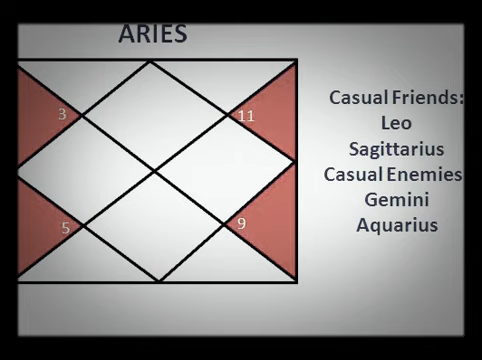 ARIES
3
11
5
9
Casual Friends:
Leo
Sagittarius
Casual Enemies
Gemini
Aquarius